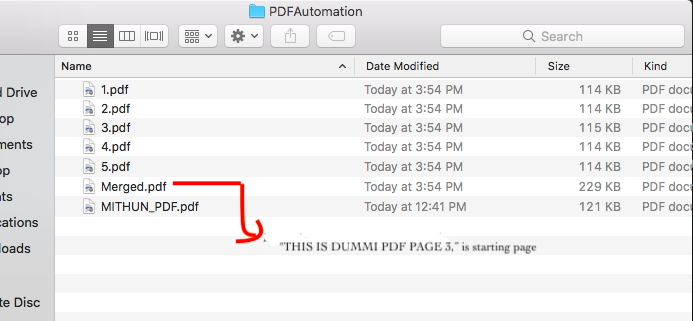 PDFAutomation
Search
Name Date Modified Size Kind
1.pdf Today at 3:54 PM 114 KB PDF docu
2.pdf Today at 3:54 PM 114 KB PDF docu
3.pdf Today at 3:54 PM 115 KB PDF docu
4.pdf Today at 3:54 PM 114 KB PDF docu
5.pdf Today at 3:54 PM 114 KB PDF docu
Merged.pdf Today at 3:54 PM 229 KB PDF docu
MITHUN_PDF.pdf Today at 12:41 PM 121 KB PDF docu
"THIS IS DUMMI PDF PAGE 3," is starting page
d Drive
op
ments
op
nts
cations
loads
te Disc